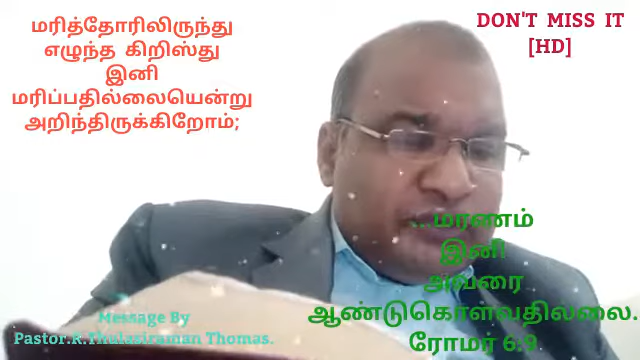 மரித்தோரிலிருந்து
எழுந்த கிறிஸ்து
இனி
மரிப்பதில்லையென்று
அறிந்திருக்கிறோம்;
DON'T MISS IT
[HD]
...மரணம்
இனி
அவரை
ஆண்டுகொள்வதில்லை.
ரோமர் 6:9
Message By
Pastor.R.Thulasiraman Thomas.